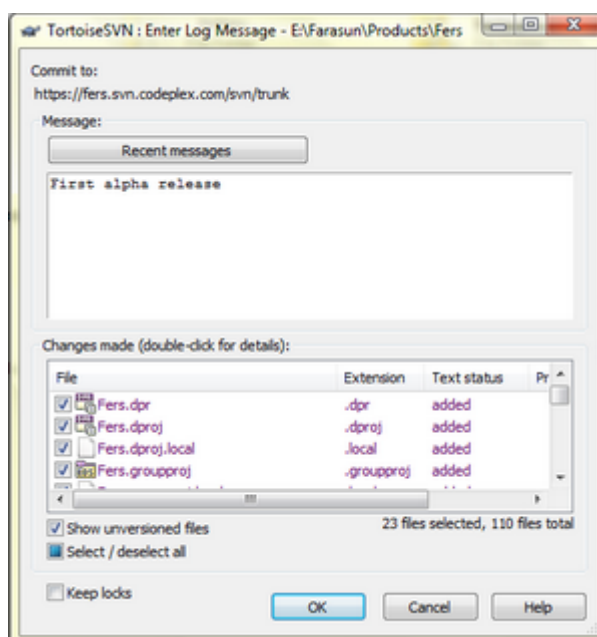 TortoiseSVN : Enter Log Message - E:\Farasun\Products\Fers
Commit to:
https://fers.svn.codeplex.com/svn/trunk
Message:
Recent messages
First alpha release
Changes made (double-click for details):
File Extension Text status Pr
Fers.dpr .dpr added
Fers.dproj .dproj added
Fers.dproj.local .local added
Fers.groupproj .groupproj added
Show unversioned files 23 files selected, 110 files total
Select / deselect all
Keep locks
OK Cancel Help